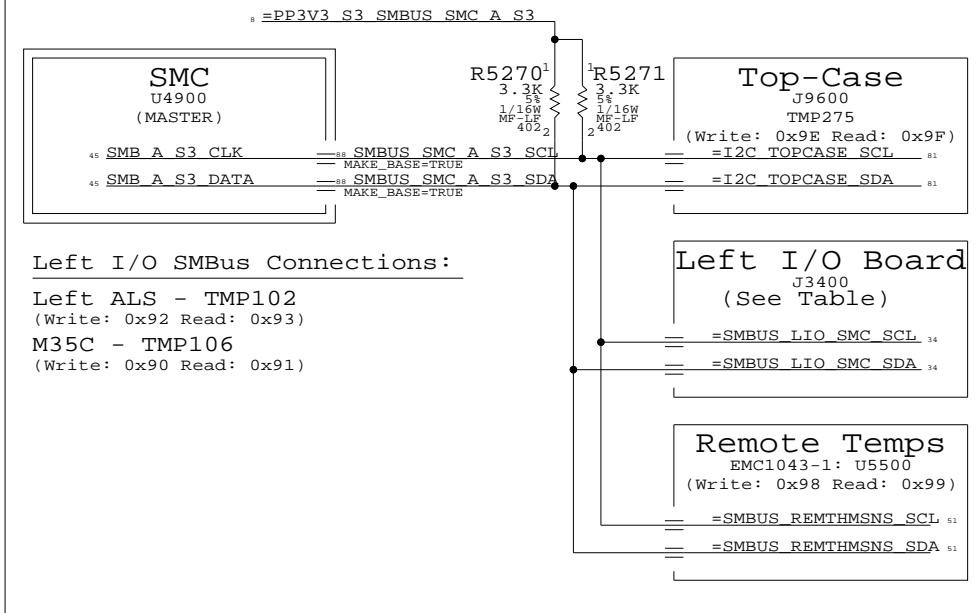 8 =PP3V3_S3_SMBUS_SMC_A_S3
SMC
U4900
(MASTER)
45 SMB_A_S3_CLK
45 SMB_A_S3_DATA
88 SMBUS_SMC_A_S3_SCL
MAKE_BASE=TRUE
88 SMBUS_SMC_A_S3_SDA
MAKE_BASE=TRUE
R5270 1
3.3K
5%
1/16W
MF-LF
402 2
1 R5271
3.3K
5%
1/16W
MF-LF
2 402
Top-Case
J9600
TMP275
(Write: 0x9E Read: 0x9F)
=I2C_TOPCASE_SCL 81
=I2C_TOPCASE_SDA 81
Left I/O SMBus Connections:
Left ALS - TMP102
(Write: 0x92 Read: 0x93)
M35C - TMP106
(Write: 0x90 Read: 0x91)
Left I/O Board
J3400
(See Table)
=SMBUS_LIO_SMC_SCL 34
=SMBUS_LIO_SMC_SDA 34
Remote Temps
EMC1043-1: U5500
(Write: 0x98 Read: 0x99)
=SMBUS_REMTHMSNS_SCL 51
=SMBUS_REMTHMSNS_SDA 51